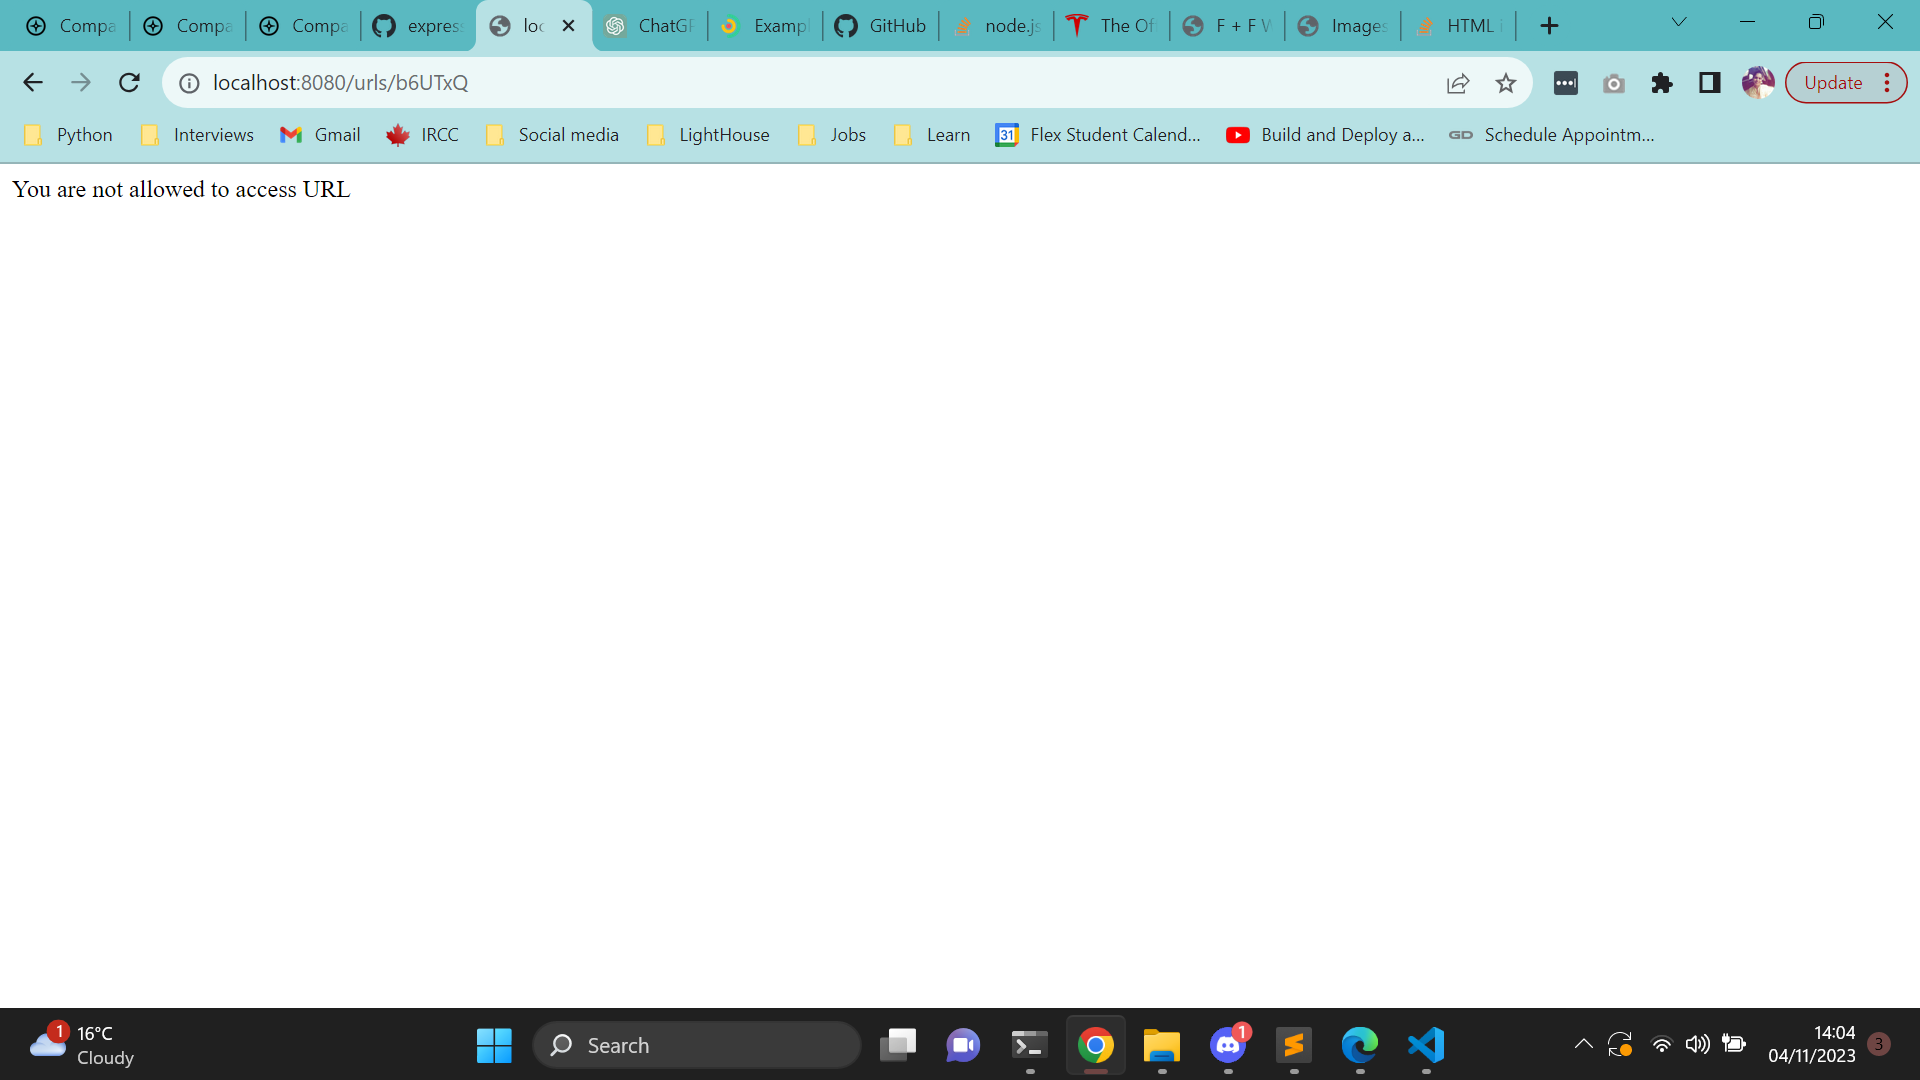 Compa
Compa
Compa
express
loc
ChatGP
Exampl
GitHub
node.js
The Of
F + F W
Images
HTML i
localhost:8080/urls/b6UTxQ
Update
Python
Interviews
Gmail
IRCC
Social media
LightHouse
Jobs
Learn
31
Flex Student Calend...
Build and Deploy a...
GD
Schedule Appointm...
You are not allowed to access URL
1
16°C
Cloudy
Search
1
14:04
04/11/2023
3